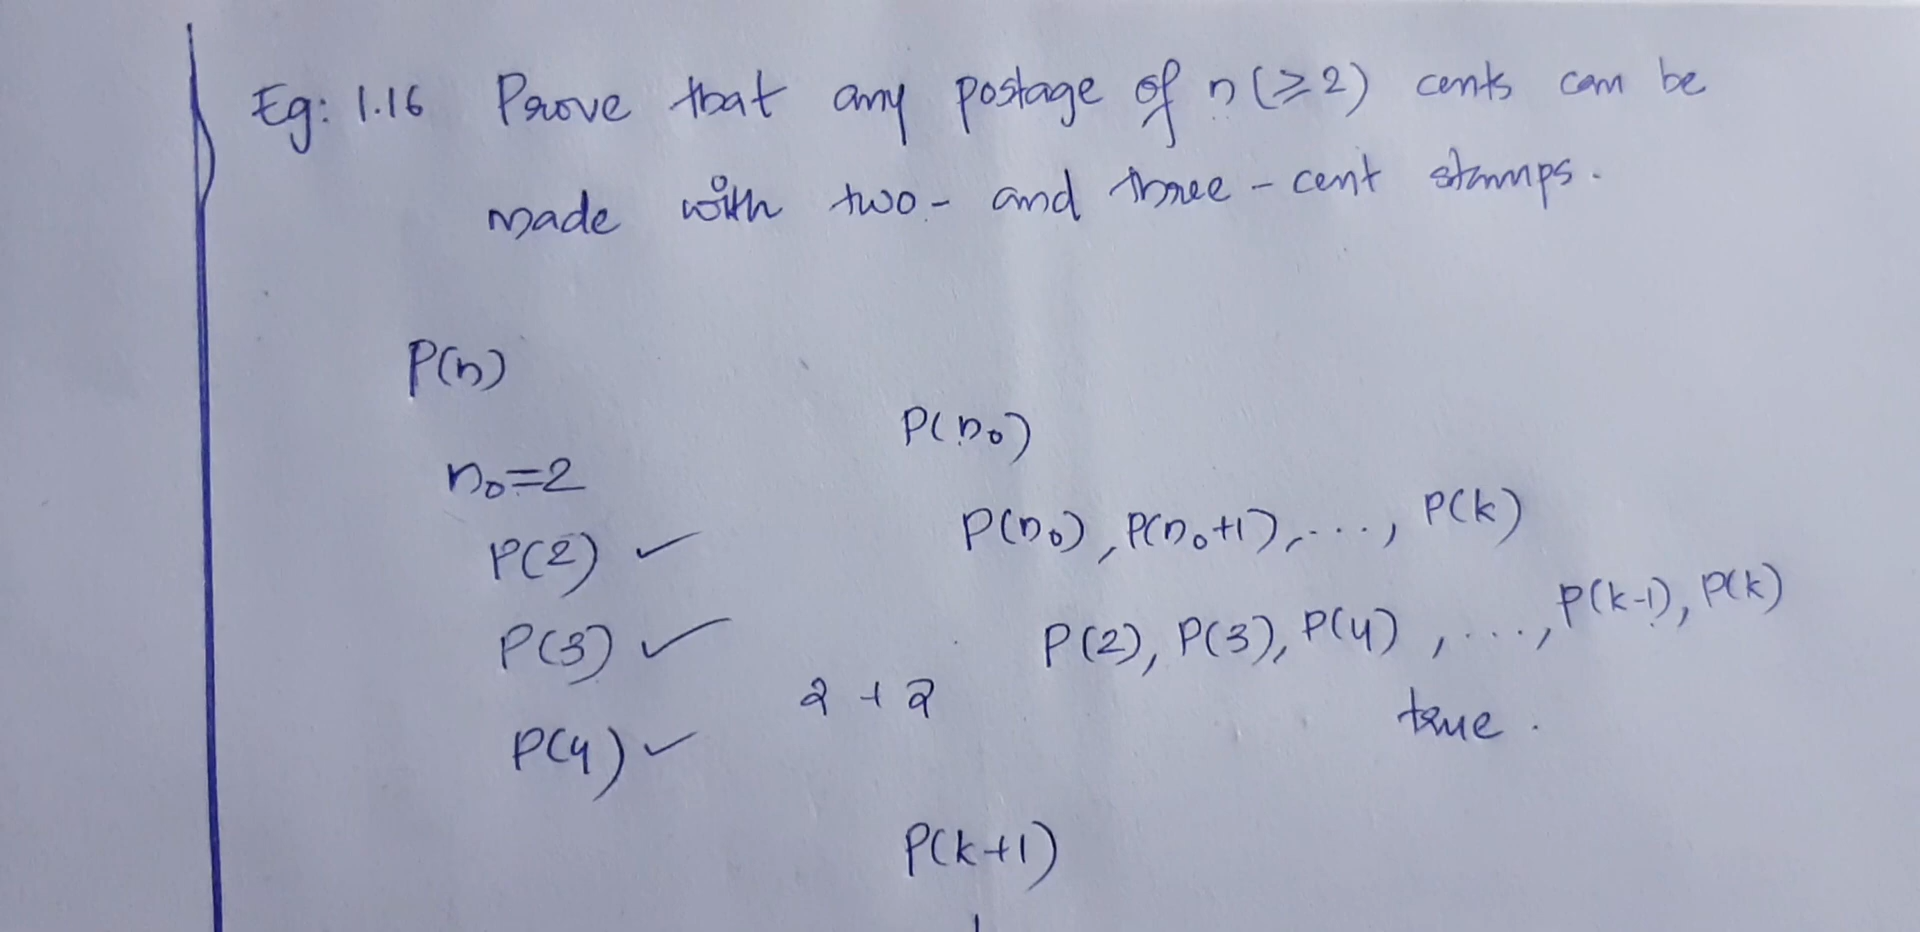 Eg: 1.16 Prove that any postage of n(≥2) cents can be
made with two- and three-cent stamps.
P(n)
P(n₀)
n₀=2
P(n₀), P(n₀+1), ..., P(k)
P(2) ✓
P(2), P(3), P(4), ..., P(k-1), P(k)
P(3) ✓
true.
2 + 2
P(4) ✓
P(k+1)